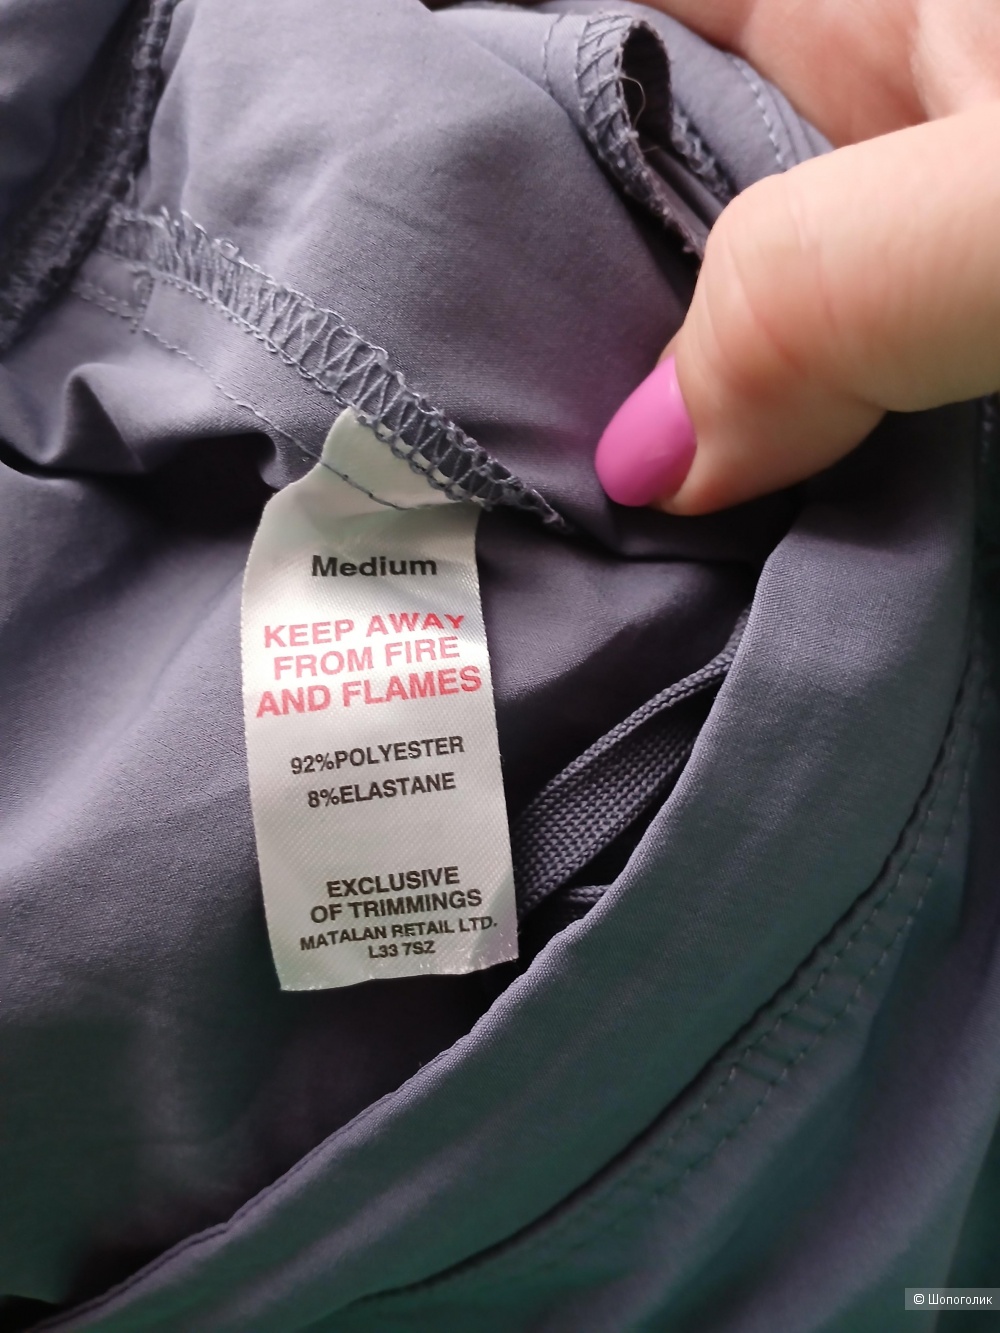 Medium
KEEP AWAY
FROM FIRE
AND FLAMES
92%POLYESTER
8%ELASTANE
EXCLUSIVE
OF TRIMMINGS
MATALAN RETAIL LTD.
L33 7SZ
© Шопоголик